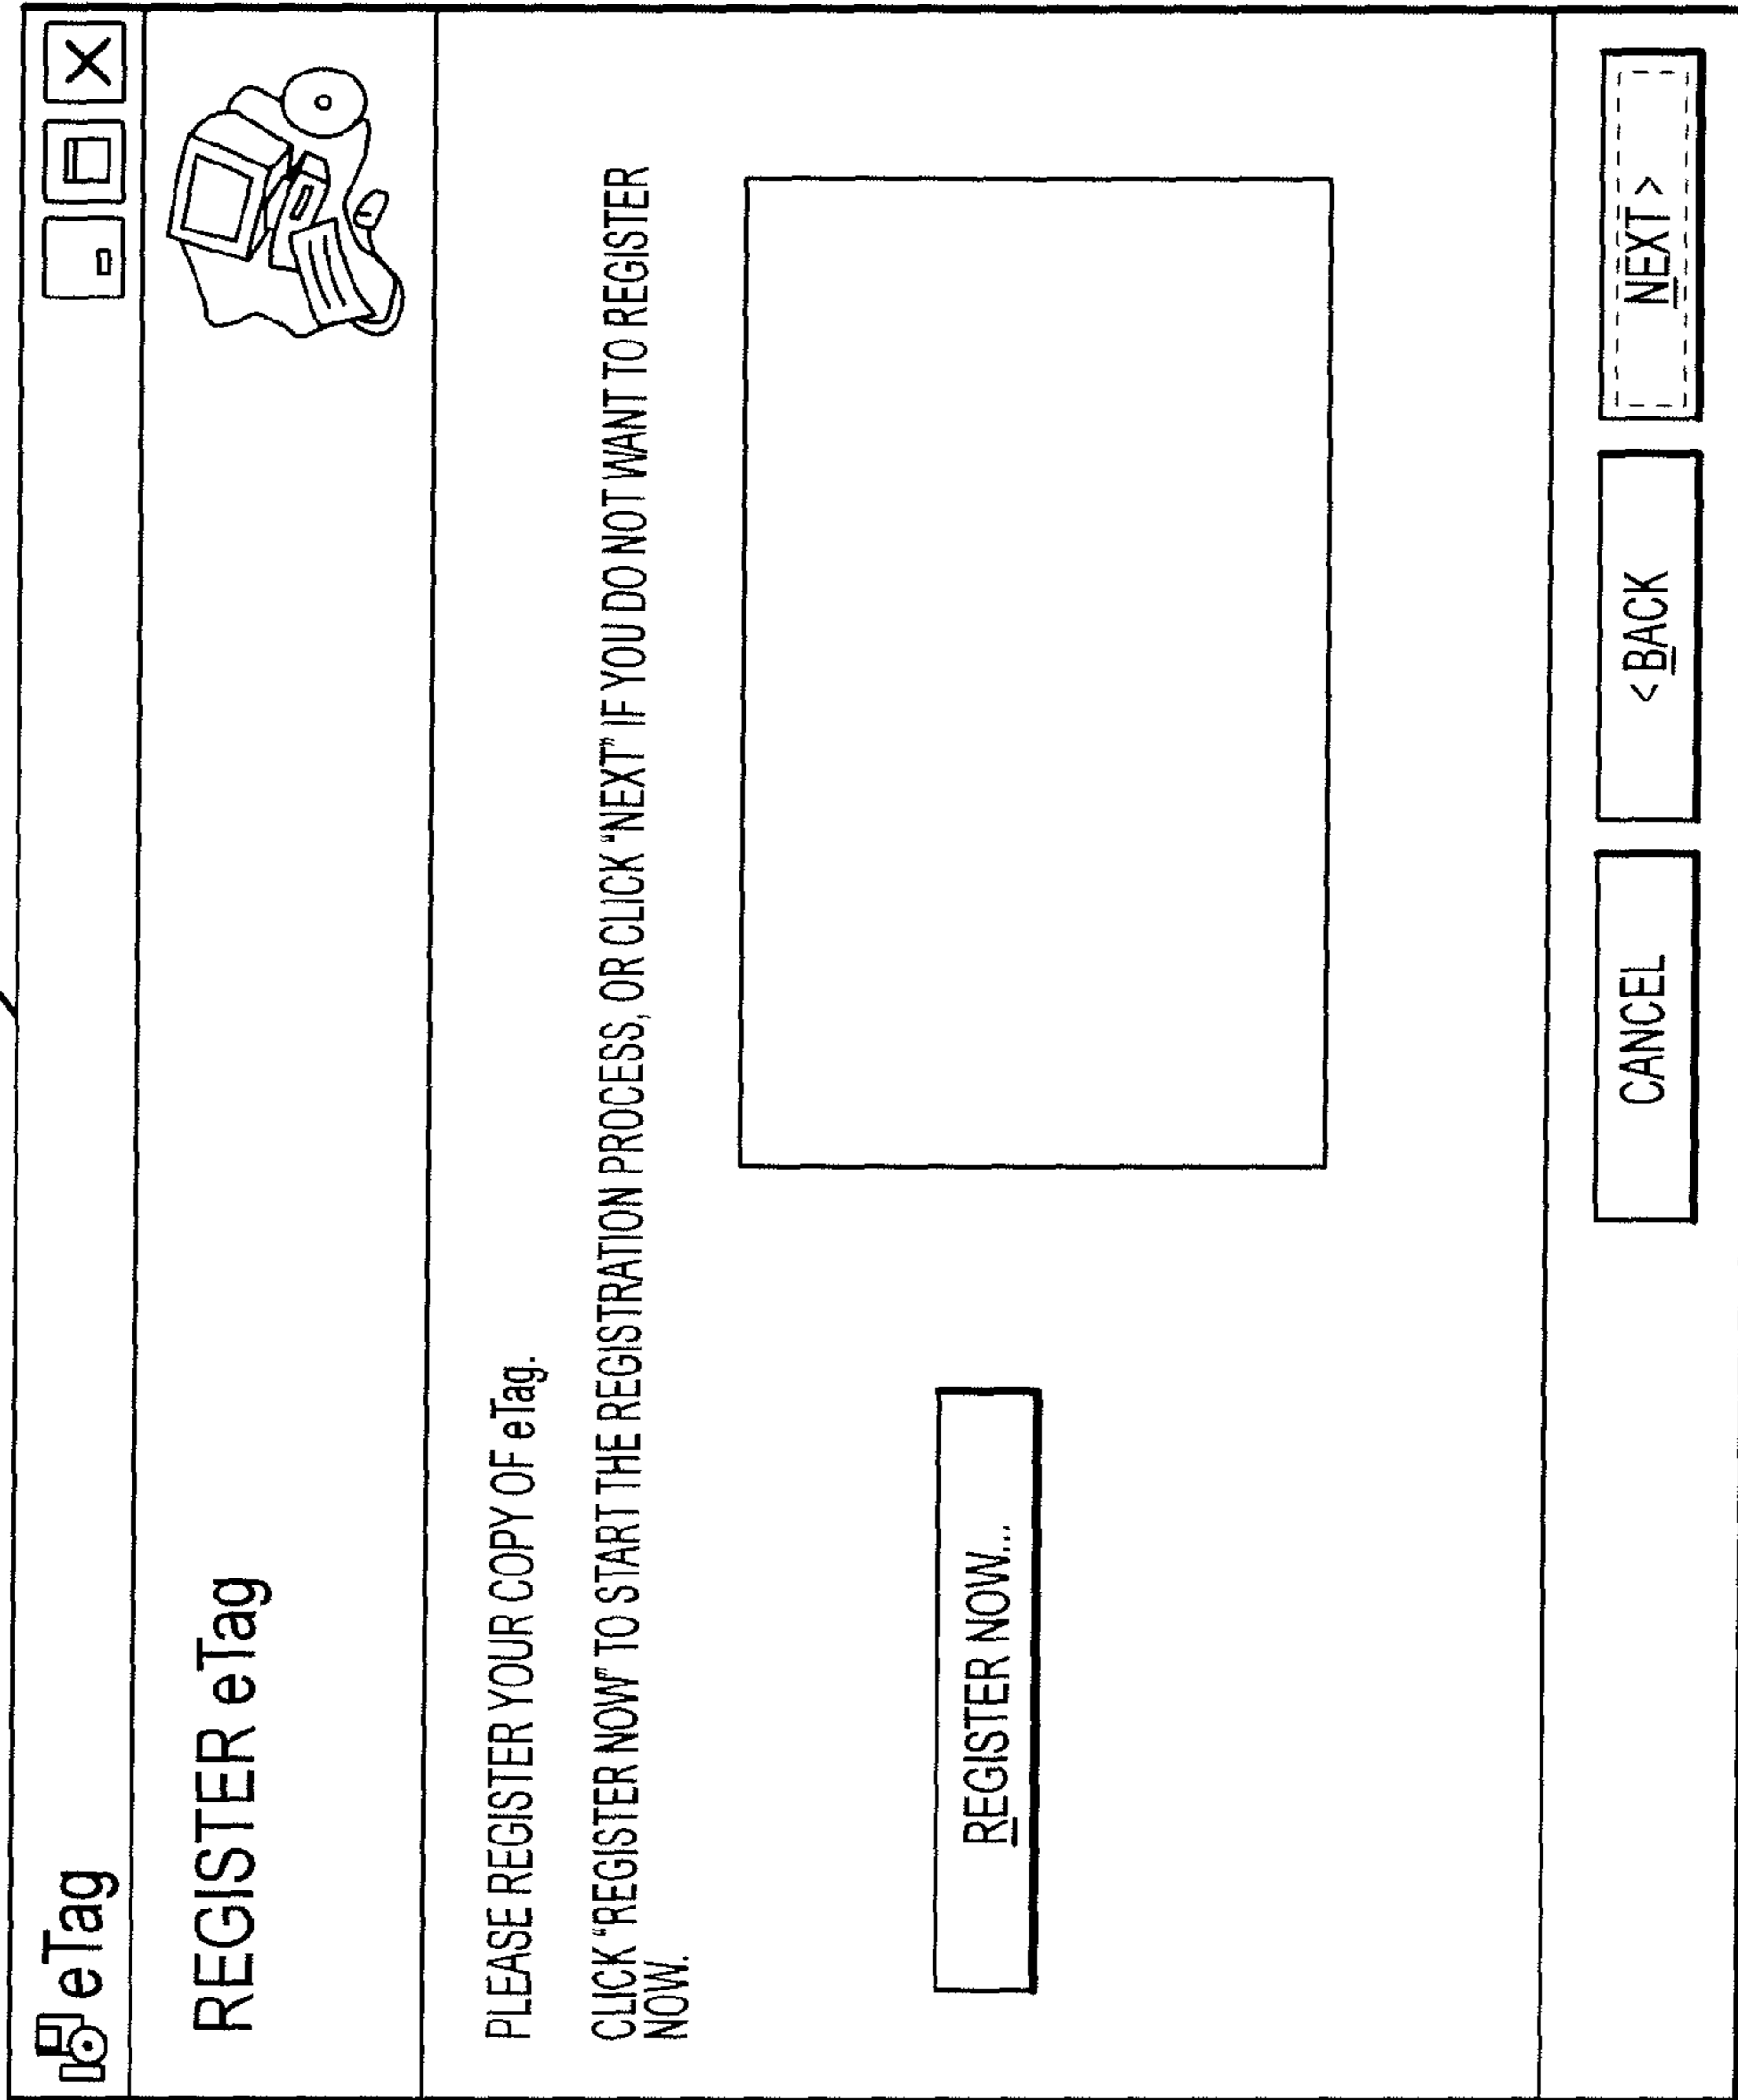 eTag
REGISTER eTag
PLEASE REGISTER YOUR COPY OF eTag.
CLICK "REGISTER NOW" TO START THE REGISTRATION PROCESS, OR CLICK "NEXT" IF YOU DO NOT WANT TO REGISTER
NOW.
REGISTER NOW...
CANCEL
< BACK
NEXT >